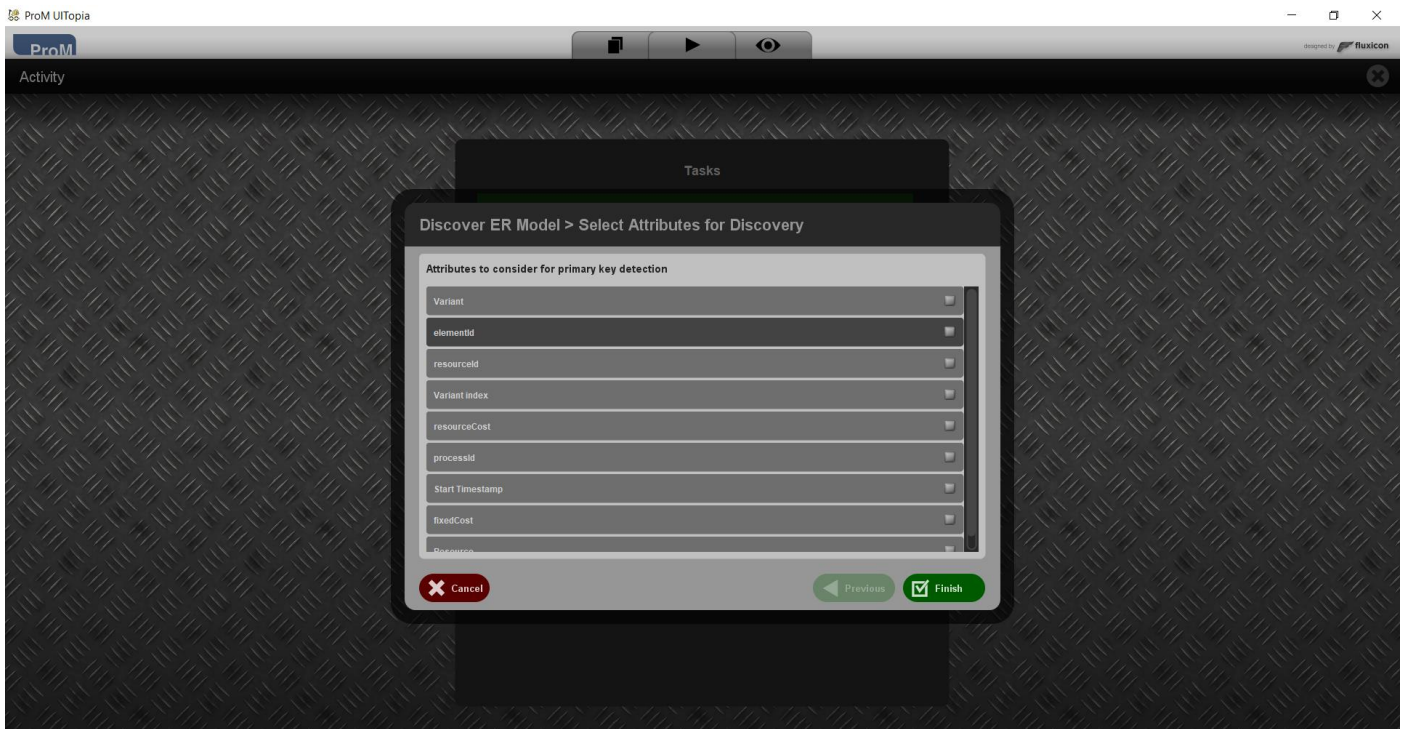 ProM UITopia
ProM
designed by fluxicon
Activity
Tasks
Discover ER Model > Select Attributes for Discovery
Attributes to consider for primary key detection
Variant
elementId
resourceId
Variant index
resourceCost
processId
Start Timestamp
fixedCost
Resource
Cancel
Previous
Finish